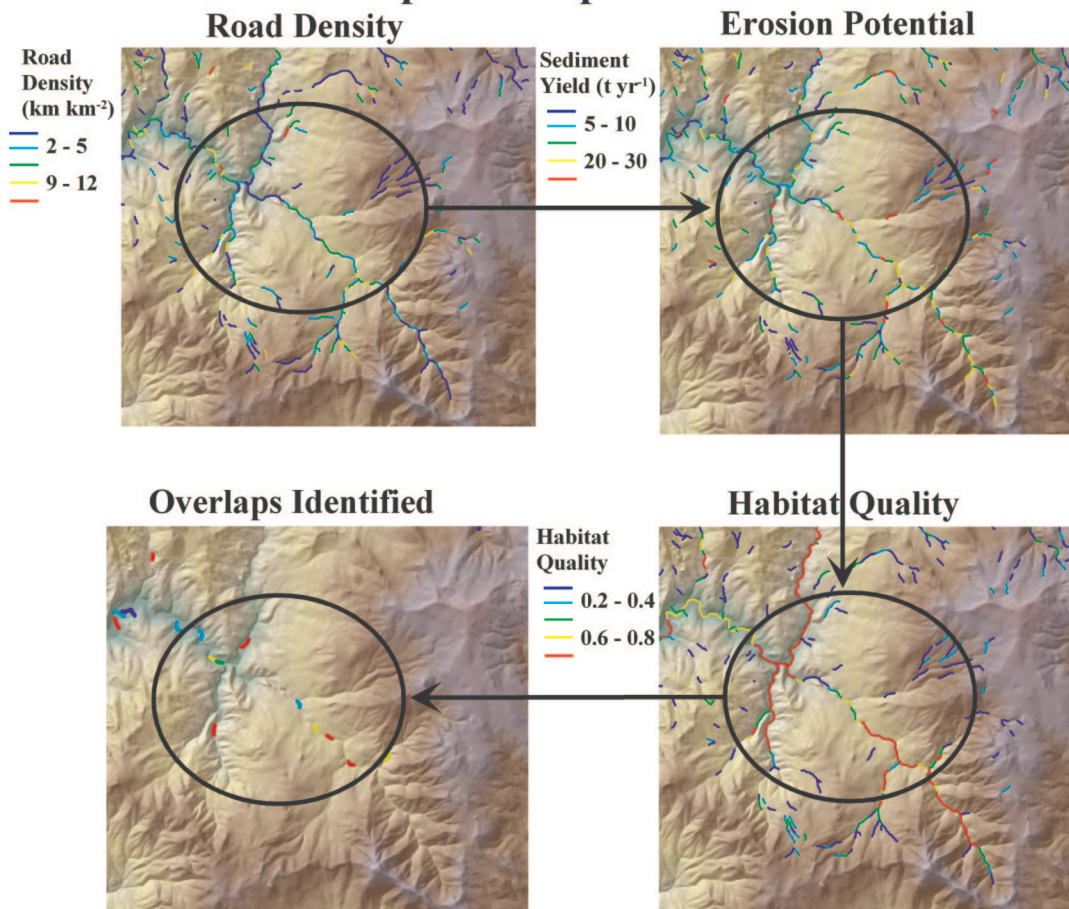 Road Density
Erosion Potential
Road
Density
(km km⁻²)
2 - 5
9 - 12
Sediment
Yield (t yr⁻¹)
5 - 10
20 - 30
Overlaps Identified
Habitat Quality
Habitat
Quality
0.2 - 0.4
0.6 - 0.8